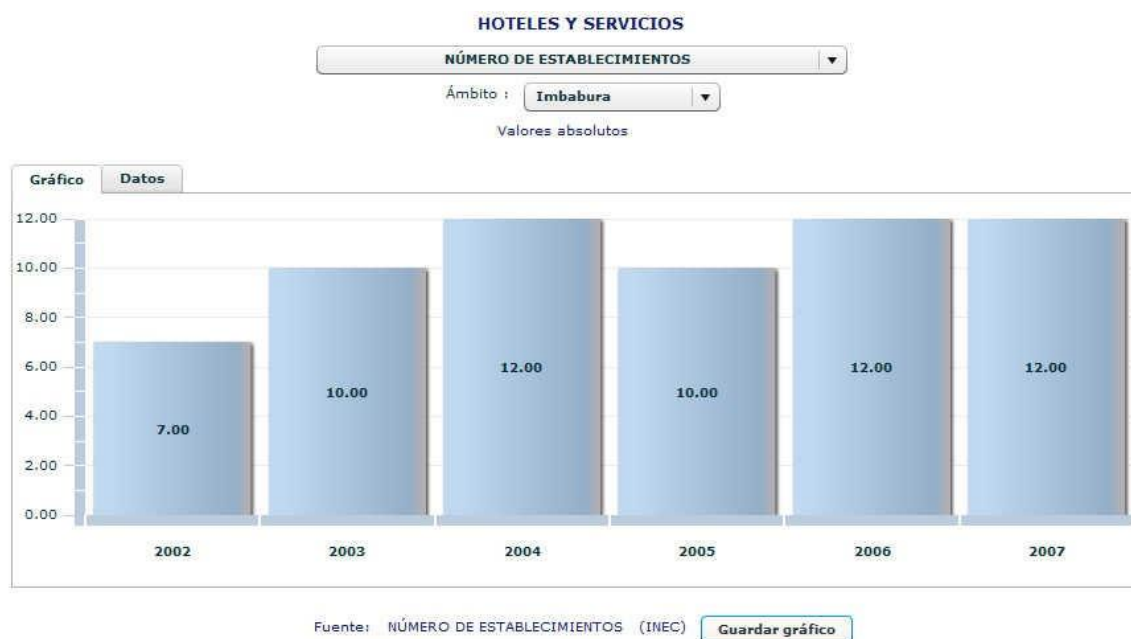 HOTELES Y SERVICIOS
NÚMERO DE ESTABLECIMIENTOS
Ámbito : Imbabura
Valores absolutos
Gráfico Datos
12.00
10.00
8.00
6.00
4.00
2.00
0.00
7.00 10.00 12.00 10.00 12.00 12.00
2002 2003 2004 2005 2006 2007
Fuente: NÚMERO DE ESTABLECIMIENTOS (INEC) Guardar gráfico